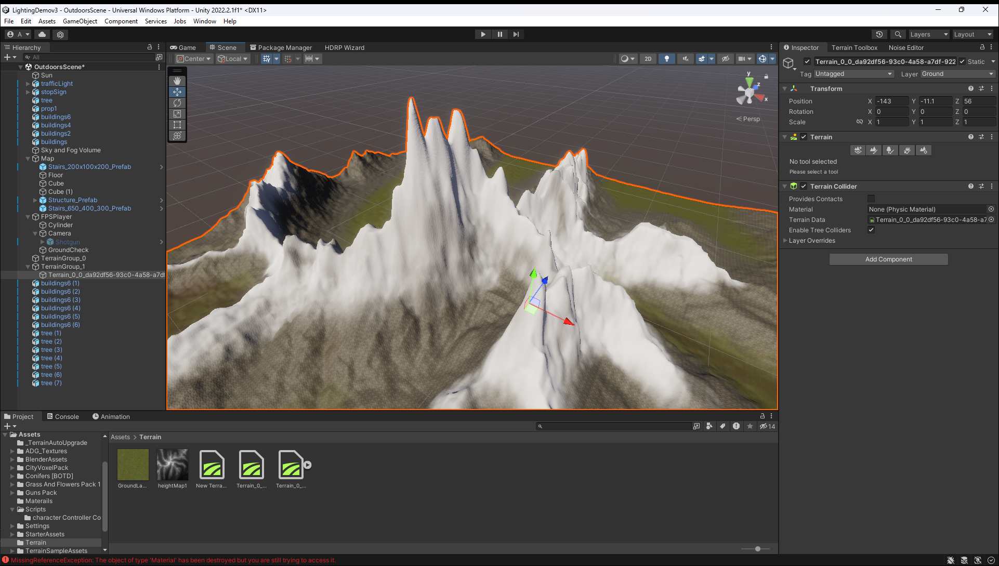 LightingDemov3 - OutdoorsScene - Universal Windows Platform - Unity 2022.2.1f1* <DX11>
File Edit Assets GameObject Component Services Jobs Window Help
A
Layers Layout
Hierarchy
All
OutdoorsScene*
Sun
trafficLight
stopSign
tree
prop1
buildings6
buildings4
buildings2
buildings
Sky and Fog Volume
Map
Stairs_200x100x200_Prefab
Floor
Cube
Cube (1)
Structure_Prefab
Stairs_650_400_300_Prefab
FPSPlayer
Cylinder
Camera
Shotgun
GroundCheck
TerrainGroup_0
TerrainGroup_1
Terrain_0_0_da92df56-93c0-4a58-a7df
buildings6 (1)
buildings6 (2)
buildings6 (3)
buildings6 (4)
buildings6 (5)
buildings6 (6)
tree (1)
tree (2)
tree (3)
tree (4)
tree (5)
tree (6)
tree (7)
Game Scene Package Manager HDRP Wizard
Center Local 2D
y
z
x
< Persp
Inspector Terrain Toolbox Noise Editor
Terrain_0_0_da92df56-93c0-4a58-a7df-922 Static
Tag Untagged Layer Ground
Transform
Position X -143 Y -11.1 Z 56
Rotation X 0 Y 0 Z 0
Scale X 1 Y 1 Z 1
Terrain
No tool selected
Please select a tool
Terrain Collider
Provides Contacts
Material None (Physic Material)
Terrain Data Terrain_0_0_da92df56-93c0-4a58-a7
Enable Tree Colliders
Layer Overrides
Add Component
Project Console Animation
14
Assets
_TerrainAutoUpgrade
ADG_Textures
BlenderAssets
CityVoxelPack
Conifers [BOTD]
Grass And Flowers Pack 1
Guns Pack
Materails
Scripts
character Controller Co
Settings
StarterAssets
Terrain
TerrainSampleAssets
Assets > Terrain
GroundLa... heightMap1 New Terra... Terrain_0_... Terrain_0_...
MissingReferenceException: The object of type 'Material' has been destroyed but you are still trying to access it.